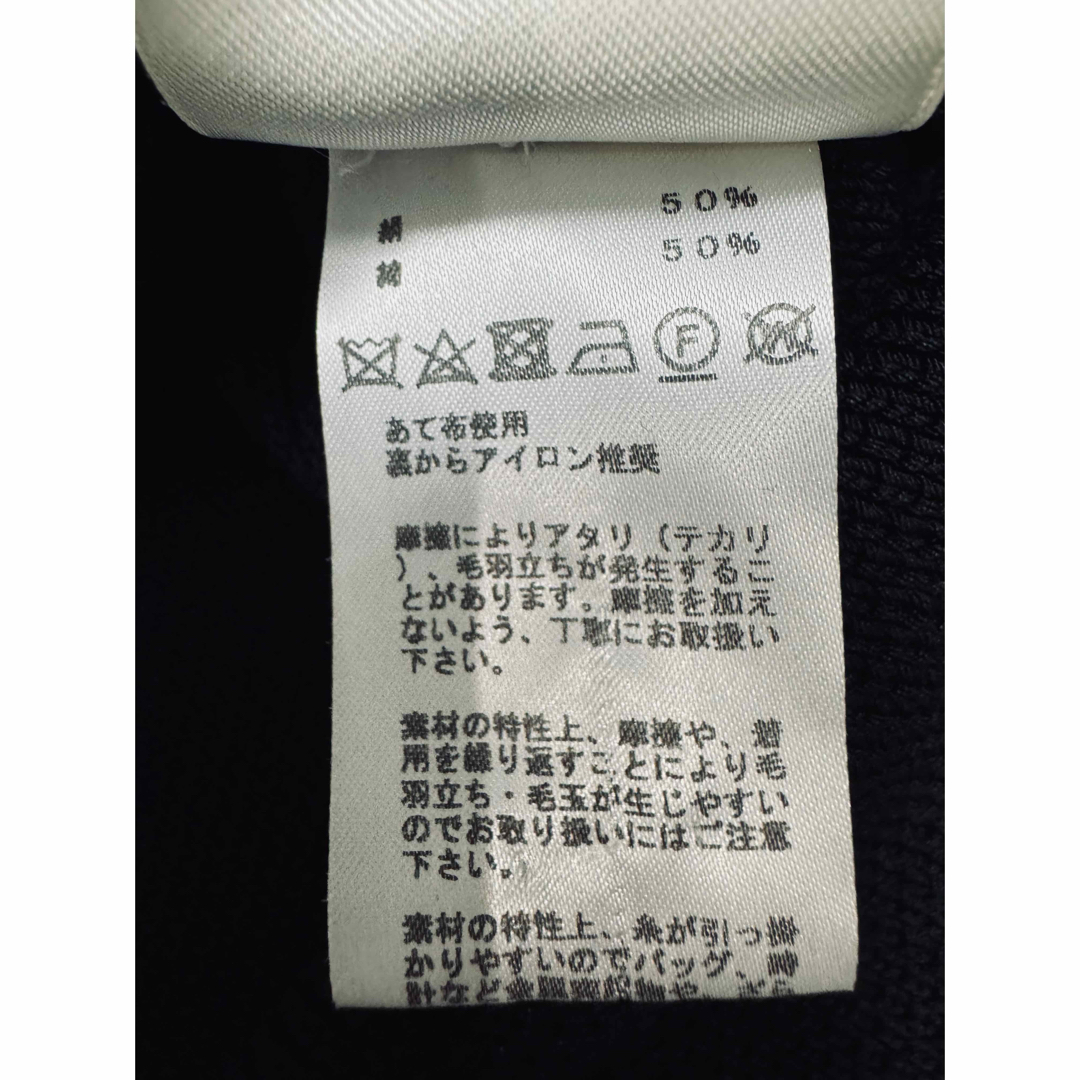 絹 50%
綿 50%
F W
あて布使用
裏からアイロン推奨
摩擦によりアタリ（テカリ
）、毛羽立ちが発生するこ
とがあります。摩擦を加え
ないよう、丁寧にお取扱い
下さい。
素材の特性上、摩擦や、着
用を繰り返すことにより毛
羽立ち・毛玉が生じやすい
のでお取り扱いにはご注意
下さい。
素材の特性上、糸が引っ掛
かりやすいのでバッグ、時
計など金属